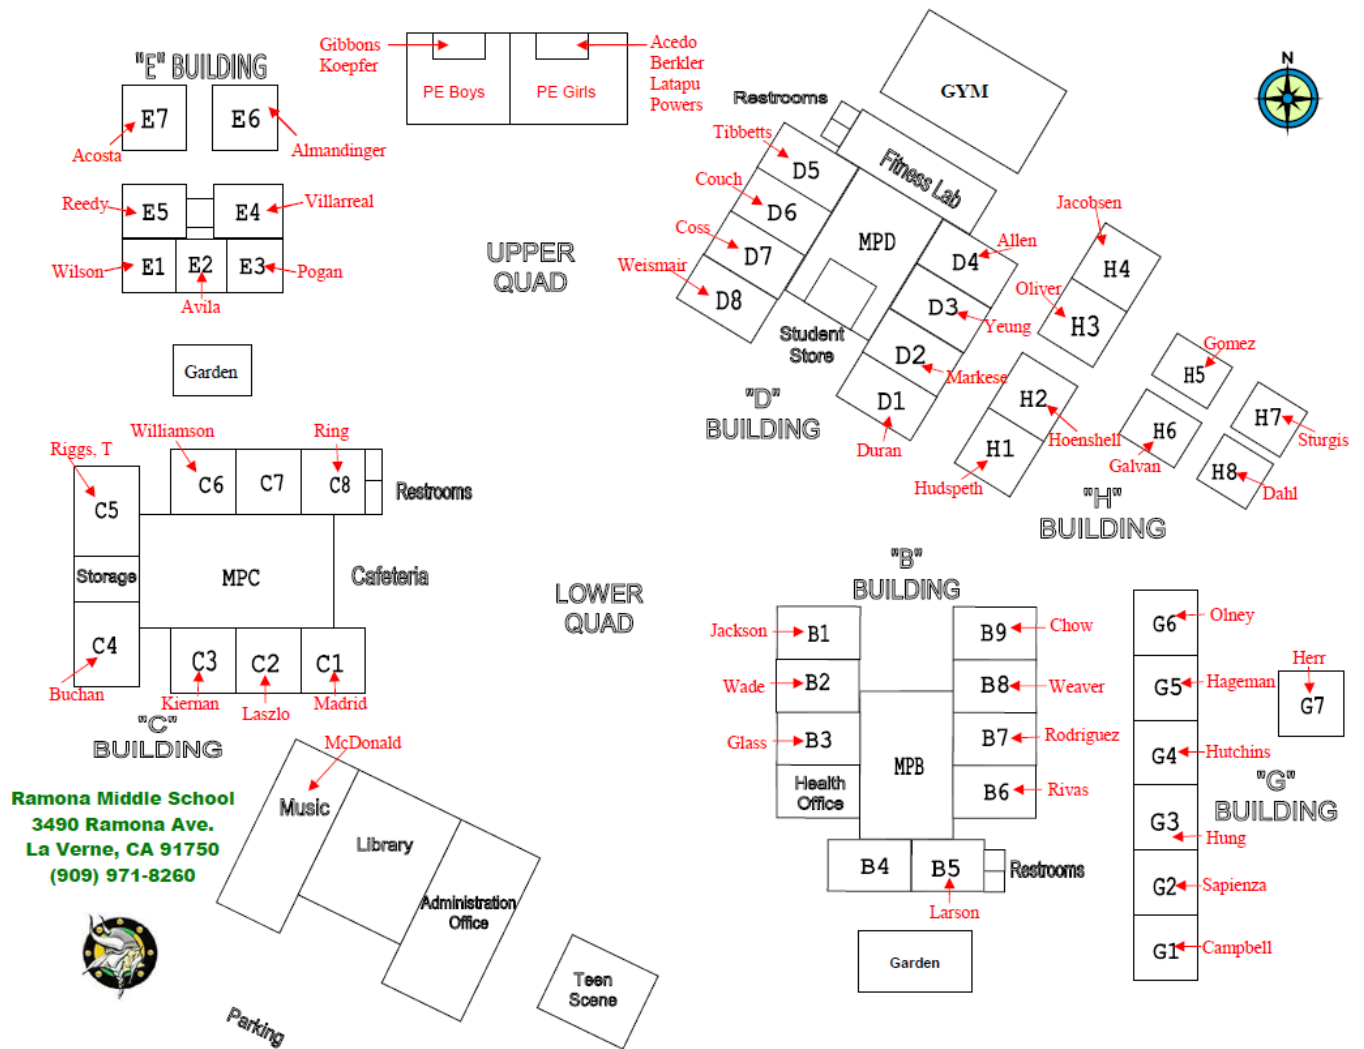 "E" BUILDING
E7
E6
Acosta
Almandinger
Reedy
E5
E4
Villarreal
Wilson
E1
E2
E3
Pogan
Avila
Garden
Gibbons
Koepfer
PE Boys
PE Girls
Acedo
Berkler
Latapu
Powers
UPPER
QUAD
GYM
N
Restrooms
Fitness Lab
Tibbetts
D5
Couch
D6
Coss
D7
Weismair
D8
MPD
Student
Store
Allen
D4
D3
Yeung
D2
Markese
D1
Duran
"D"
BUILDING
Jacobsen
H4
Oliver
H3
H2
Hoenshell
H1
Hudspeth
Gomez
H5
H6
Galvan
H7
Sturgis
H8
Dahl
"H"
BUILDING
Riggs, T
Williamson
Ring
C5
C6
C7
C8
Restrooms
Storage
MPC
Cafeteria
C4
C3
C2
C1
Buchan
Kiernan
Laszlo
Madrid
"C"
BUILDING
LOWER
QUAD
"B"
BUILDING
Jackson
B1
B9
Chow
Wade
B2
B8
Weaver
Glass
B3
MPB
B7
Rodriguez
Health
Office
B6
Rivas
B4
B5
Restrooms
Larson
Garden
G6
Olney
G5
Hageman
Herr
G7
G4
Hutchins
"G"
BUILDING
G3
Hung
G2
Sapienza
G1
Campbell
McDonald
Music
Library
Administration
Office
Teen
Scene
Parking
Ramona Middle School
3490 Ramona Ave.
La Verne, CA 91750
(909) 971-8260